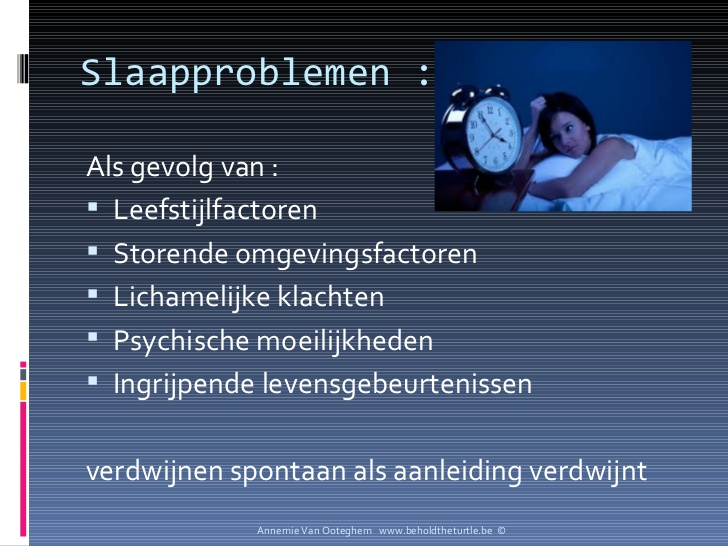 Slaapproblemen :
Als gevolg van :
▪ Leefstijlfactoren
▪ Storende omgevingsfactoren
▪ Lichamelijke klachten
▪ Psychische moeilijkheden
▪ Ingrijpende levensgebeurtenissen
verdwijnen spontaan als aanleiding verdwijnt
Annemie Van Ooteghem www.beholdtheturtle.be ©